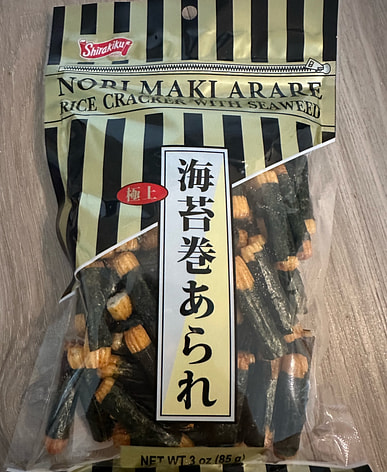 Shirakiku
NORI MAKI ARARE
RICE CRACKER WITH SEAWEED
極上
海苔巻あられ
NET WT. 3 oz (85 g)